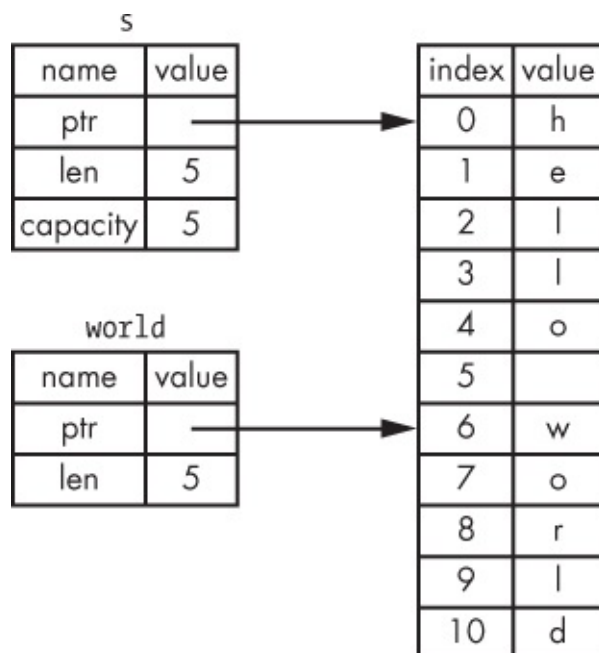 s
name value
ptr
len 5
capacity 5
world
name value
ptr
len 5
index value
0 h
1 e
2 l
3 l
4 o
5
6 w
7 o
8 r
9 l
10 d